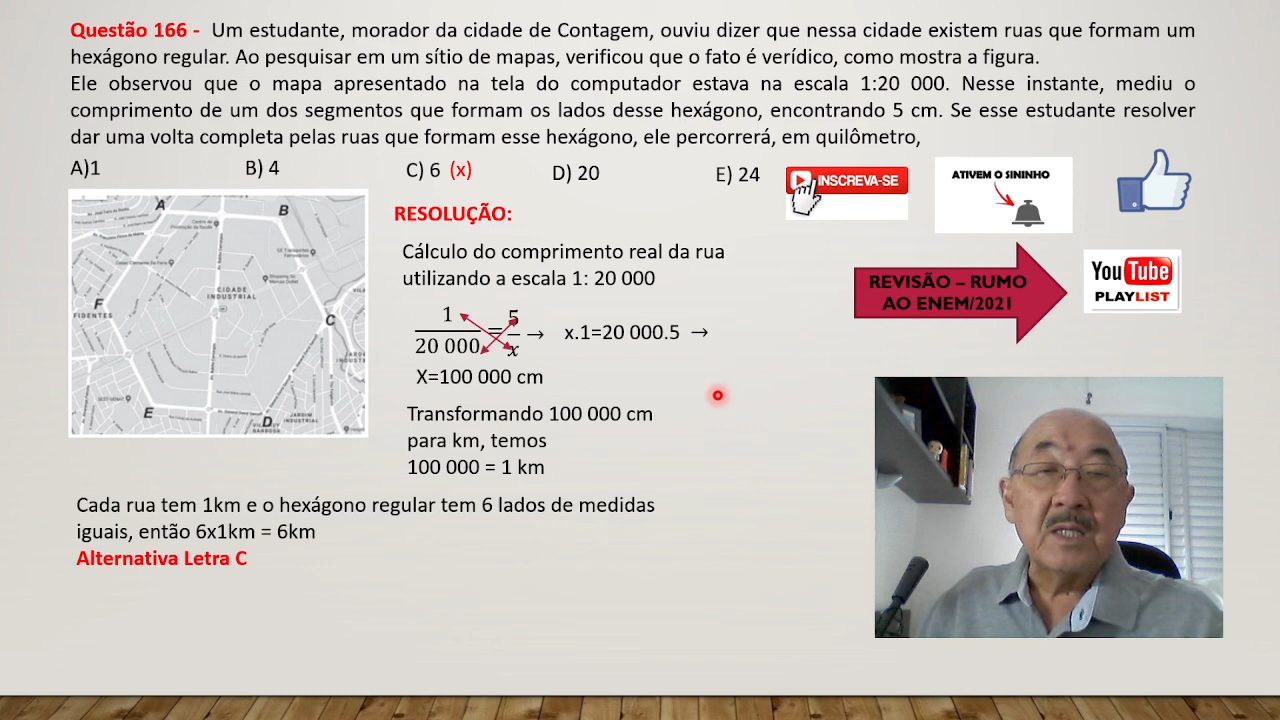 Questão 166 - Um estudante, morador da cidade de Contagem, ouviu dizer que nessa cidade existem ruas que formam um
hexágono regular. Ao pesquisar em um sítio de mapas, verificou que o fato é verídico, como mostra a figura.
Ele observou que o mapa apresentado na tela do computador estava na escala 1:20 000. Nesse instante, mediu o
comprimento de um dos segmentos que formam os lados desse hexágono, encontrando 5 cm. Se esse estudante resolver
dar uma volta completa pelas ruas que formam esse hexágono, ele percorrerá, em quilômetro,
A)1 B) 4 C) 6 (x) D) 20 E) 24
INSCREVA-SE
ATIVEM O SININHO
A
B
CIDADE
INDUSTRIAL
F
FIDENTES
C
E
D
JARDIM
INDUSTRIAL
RESOLUÇÃO:
Cálculo do comprimento real da rua
utilizando a escala 1: 20 000
1/20 000 = 5/x → x.1=20 000.5 →
X=100 000 cm
Transformando 100 000 cm
para km, temos
100 000 = 1 km
REVISÃO – RUMO
AO ENEM/2021
You Tube
PLAYLIST
Cada rua tem 1km e o hexágono regular tem 6 lados de medidas
iguais, então 6x1km = 6km
Alternativa Letra C